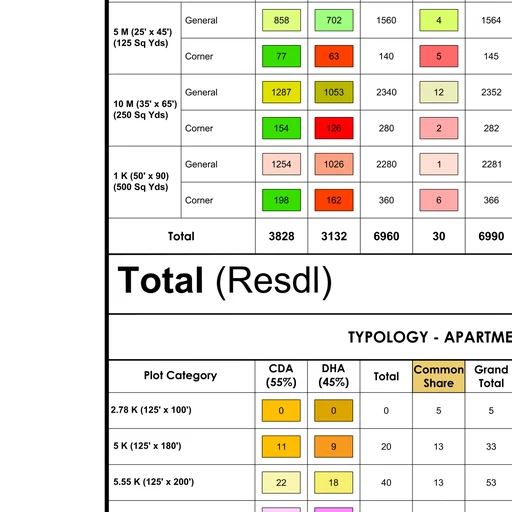 5 M (25' x 45')
(125 Sq Yds)
General 858 702 1560 4 1564
Corner 77 63 140 5 145
10 M (35' x 65')
(250 Sq Yds)
General 1287 1053 2340 12 2352
Corner 154 126 280 2 282
1 K (50' x 90)
(500 Sq Yds)
General 1254 1026 2280 1 2281
Corner 198 162 360 6 366
Total 3828 3132 6960 30 6990
Total (Resdl)
TYPOLOGY - APARTME
Plot Category CDA (55%) DHA (45%) Total Common Share Grand Total
2.78 K (125' x 100') 0 0 0 5 5
5 K (125' x 180') 11 9 20 13 33
5.55 K (125' x 200') 22 18 40 13 53